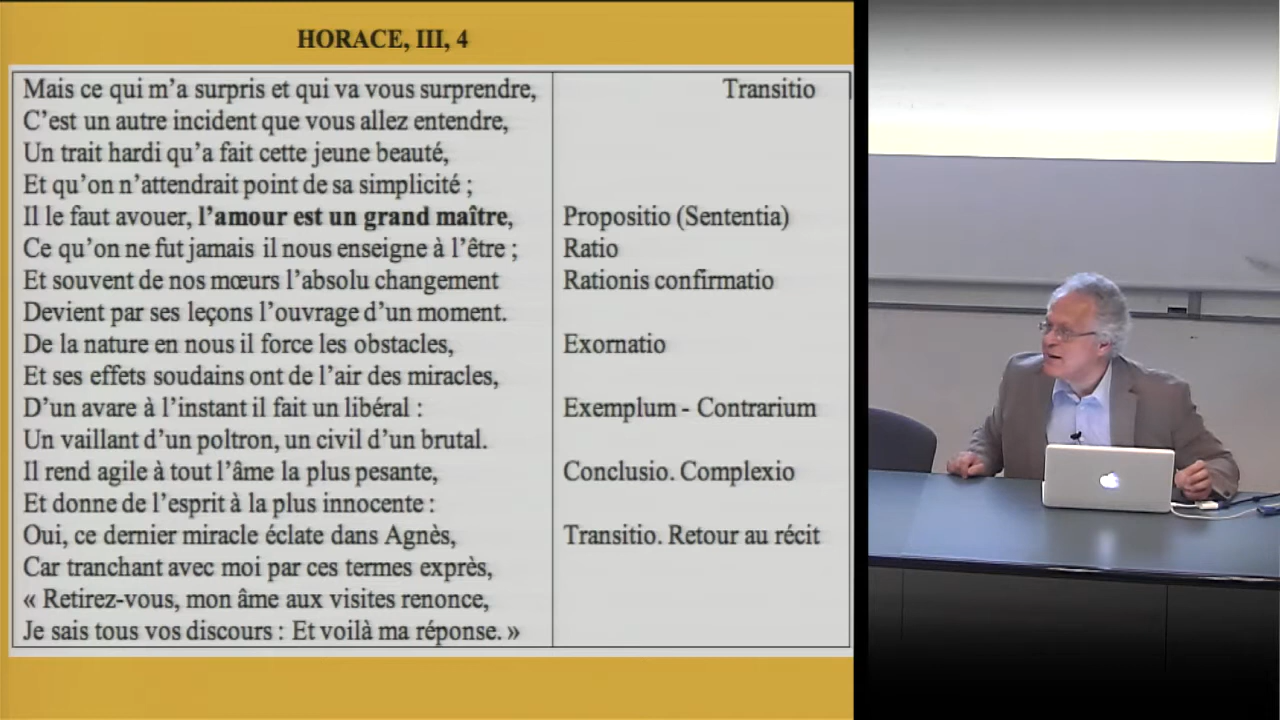 HORACE, III, 4
Mais ce qui m’a surpris et qui va vous surprendre, Transitio
C’est un autre incident que vous allez entendre,
Un trait hardi qu’a fait cette jeune beauté,
Et qu’on n’attendrait point de sa simplicité ;
Il le faut avouer, l’amour est un grand maître, Propositio (Sententia)
Ce qu’on ne fut jamais il nous enseigne à l’être ; Ratio
Et souvent de nos mœurs l’absolu changement Rationis confirmatio
Devient par ses leçons l’ouvrage d’un moment.
De la nature en nous il force les obstacles, Exornatio
Et ses effets soudains ont de l’air des miracles,
D’un avare à l’instant il fait un libéral : Exemplum - Contrarium
Un vaillant d’un poltron, un civil d’un brutal.
Il rend agile à tout l’âme la plus pesante, Conclusio. Complexio
Et donne de l’esprit à la plus innocente :
Oui, ce dernier miracle éclate dans Agnès, Transitio. Retour au récit
Car tranchant avec moi par ces termes exprès,
« Retirez-vous, mon âme aux visites renonce,
Je sais tous vos discours : Et voilà ma réponse. »